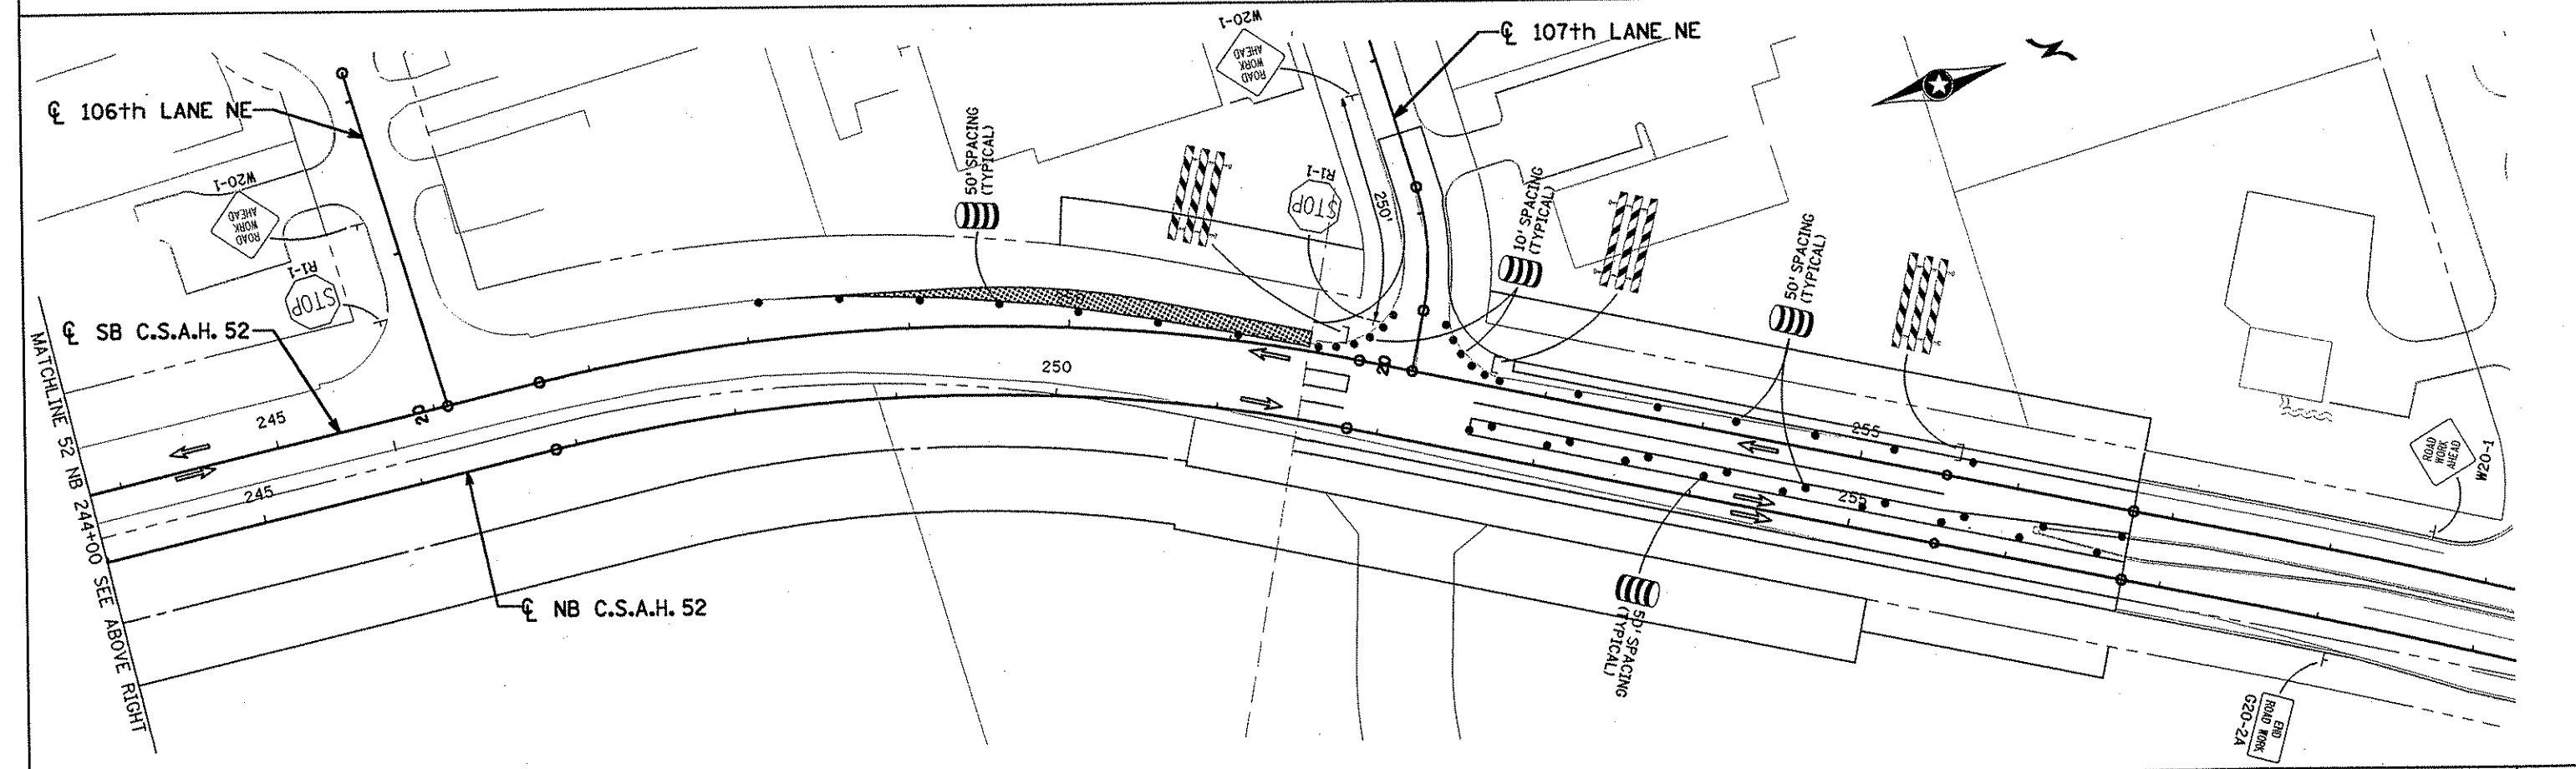 W20-1
ROAD
WORK
AHEAD
℄ 107th LANE NE
℄ 106th LANE NE
W20-1
ROAD
WORK
AHEAD
50' SPACING
(TYPICAL)
R1-1
STOP
250'
10' SPACING
(TYPICAL)
50' SPACING
(TYPICAL)
R1-1
STOP
℄ SB C.S.A.H. 52
20
250
20
245
245
255
255
ROAD
WORK
AHEAD
W20-1
MATCHLINE 52 NB 244+00 SEE ABOVE RIGHT
℄ NB C.S.A.H. 52
50' SPACING
(TYPICAL)
END
ROAD WORK
G20-2A